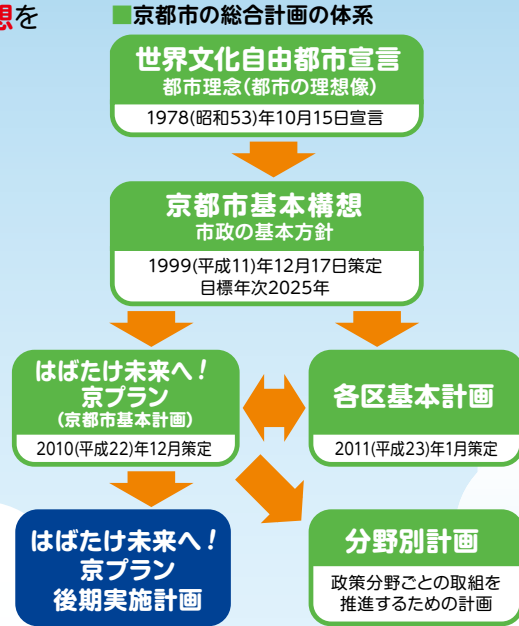 想を
■京都市の総合計画の体系
世界文化自由都市宣言
都市理念(都市の理想像)
1978(昭和53)年10月15日宣言
京都市基本構想
市政の基本方針
1999(平成11)年12月17日策定
目標年次2025年
はばたけ未来へ!
京プラン
(京都市基本計画)
2010(平成22)年12月策定
各区基本計画
2011(平成23)年1月策定
はばたけ未来へ!
京プラン
後期実施計画
分野別計画
政策分野ごとの取組を
推進するための計画